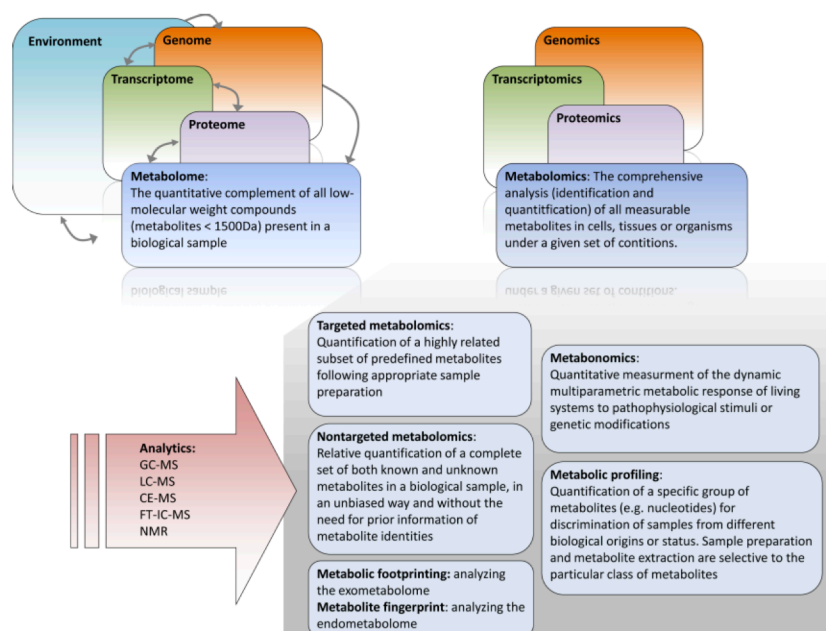 Environment
Genome
Transcriptome
Proteome
Metabolome:
The quantitative complement of all low-
molecular weight compounds
(metabolites < 1500Da) present in a
biological sample
biological sample
Genomics
Transcriptomics
Proteomics
Metabolomics: The comprehensive
analysis (identification and
quantitfication) of all measurable
metabolites in cells, tissues or organisms
under a given set of contitions.
under a given set of contitions.
Analytics:
GC-MS
LC-MS
CE-MS
FT-IC-MS
NMR
Targeted metabolomics:
Quantification of a highly related
subset of predefined metabolites
following appropriate sample
preparation
Nontargeted metabolomics:
Relative quantification of a complete
set of both known and unknown
metabolites in a biological sample, in
an unbiased way and without the
need for prior information of
metabolite identities
Metabolic footprinting: analyzing
the exometabolome
Metabolite fingerprint: analyzing the
endometabolome
Metabonomics:
Quantitative measurment of the dynamic
multiparametric metabolic response of living
systems to pathophysiological stimuli or
genetic modifications
Metabolic profiling:
Quantification of a specific group of
metabolites (e.g. nucleotides) for
discrimination of samples from different
biological origins or status. Sample preparation
and metabolite extraction are selective to the
particular class of metabolites